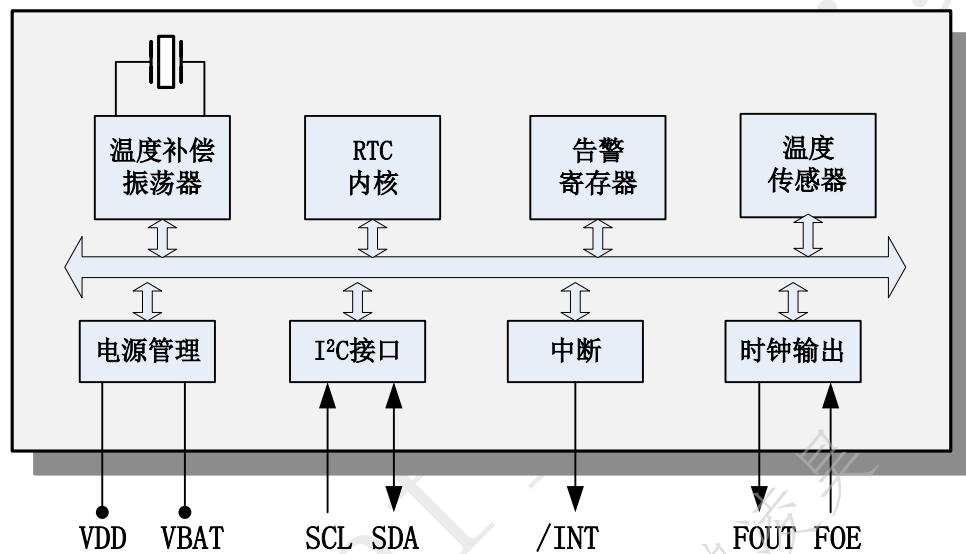 温度补偿
振荡器
RTC
内核
告警
寄存器
温度
传感器
电源管理
I²C接口
中断
时钟输出
VDD VBAT SCL SDA /INT FOUT FOE